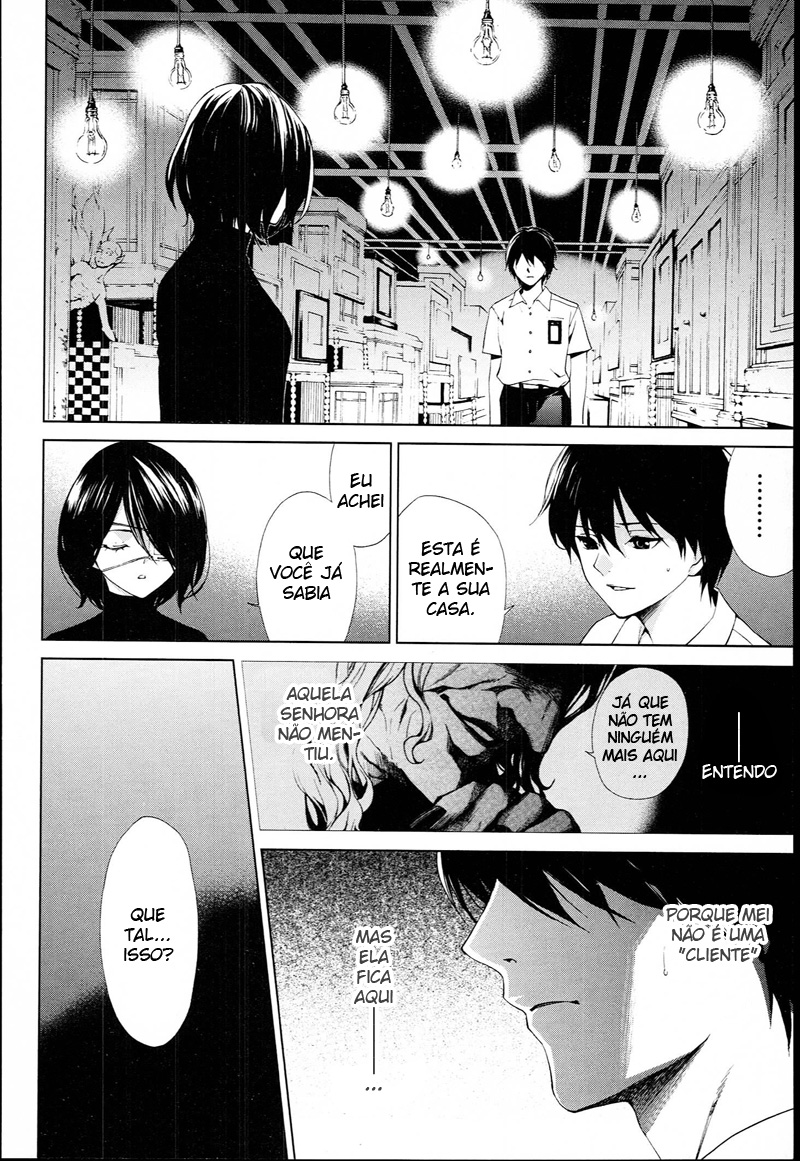 .........
ESTA É
REALMEN-
TE A SUA
CASA.
EU
ACHEI
QUE
VOCÊ JÁ
SABIA
ENTENDO
JÁ QUE
NÃO TEM
NINGUÉM
MAIS AQUI
...
AQUELA
SENHORA
NÃO MEN-
TIU.
PORQUE MEI
NÃO É UMA
"CLIENTE"
MAS
ELA
FICA
AQUI
...
QUE
TAL...
ISSO?